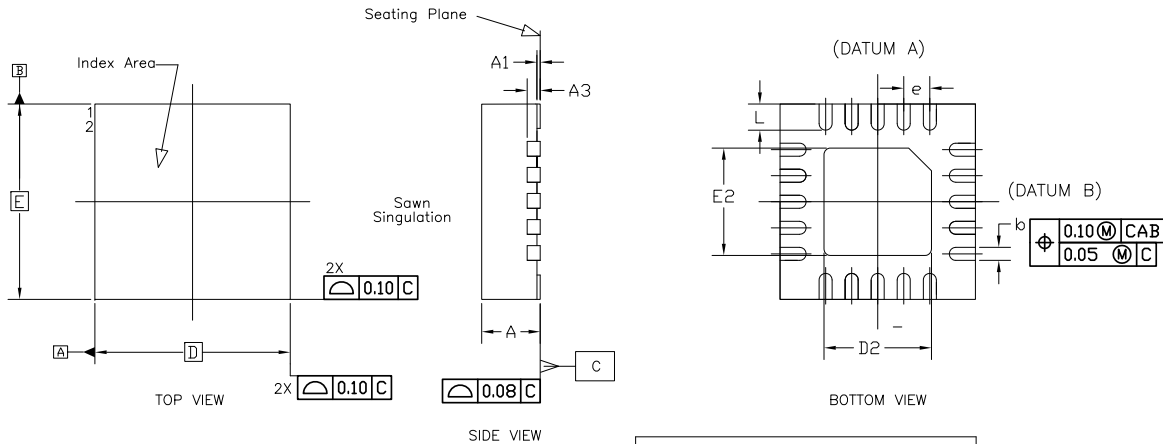 Seating Plane
(DATUM A)
Index Area
A1
e
B
A3
1
2
L
E
Sawn
Singulation
E2
(DATUM B)
b
0.10 Ⓜ CAB
0.05 Ⓜ C
2X
0.10 C
A
A
D
D2
C
2X
0.10 C
0.08 C
TOP VIEW
BOTTOM VIEW
SIDE VIEW